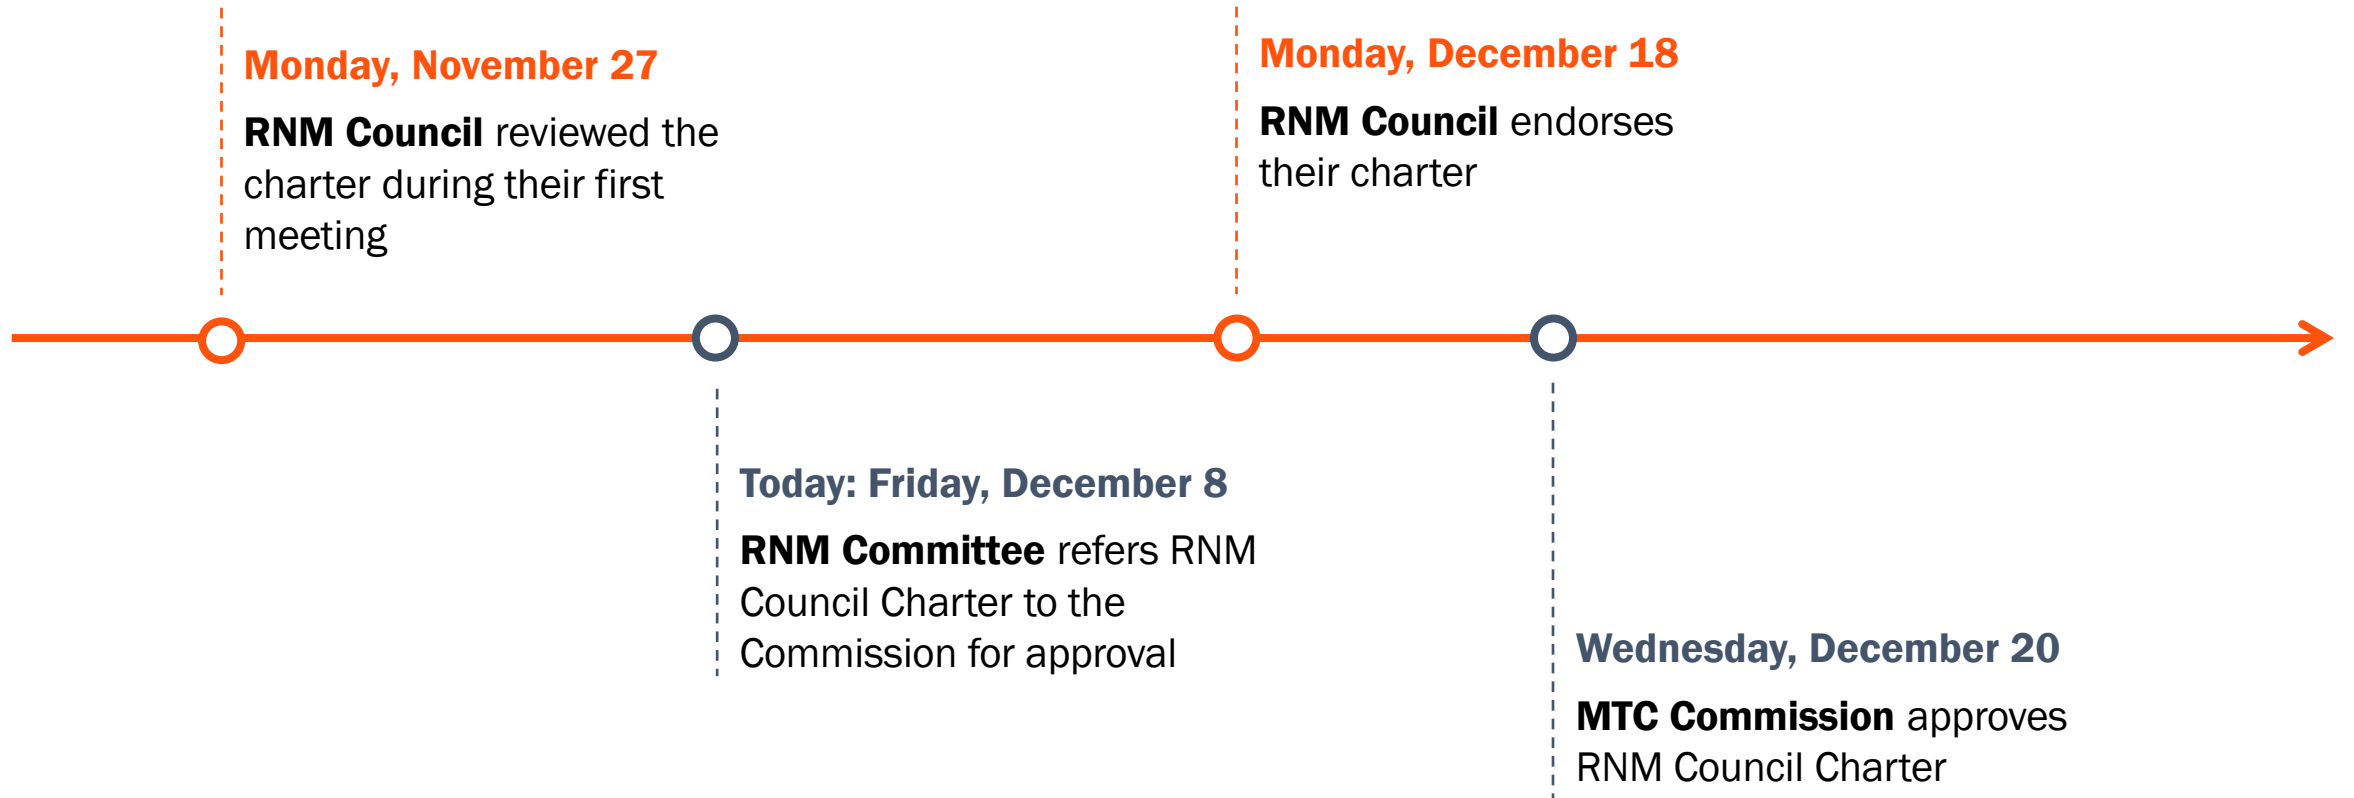 Monday, November 27
RNM Council reviewed the
charter during their first
meeting
Today: Friday, December 8
RNM Committee refers RNM
Council Charter to the
Commission for approval
Monday, December 18
RNM Council endorses
their charter
Wednesday, December 20
MTC Commission approves
RNM Council Charter